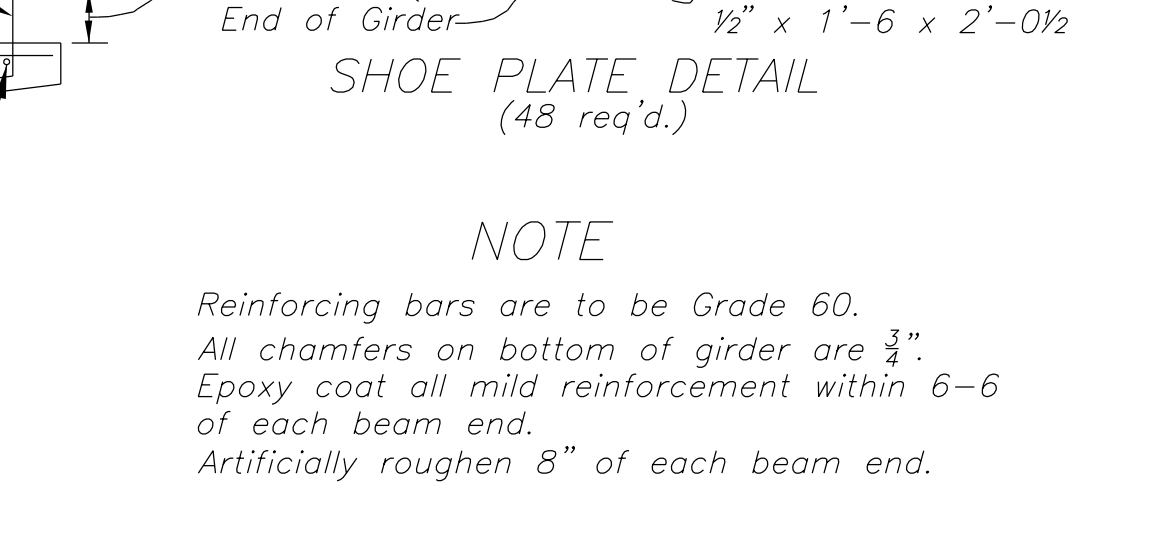 End of Girder
½" x 1'-6 x 2'-0½
SHOE PLATE DETAIL
(48 req'd.)
NOTE
Reinforcing bars are to be Grade 60.
All chamfers on bottom of girder are ¾".
Epoxy coat all mild reinforcement within 6-6
of each beam end.
Artificially roughen 8" of each beam end.